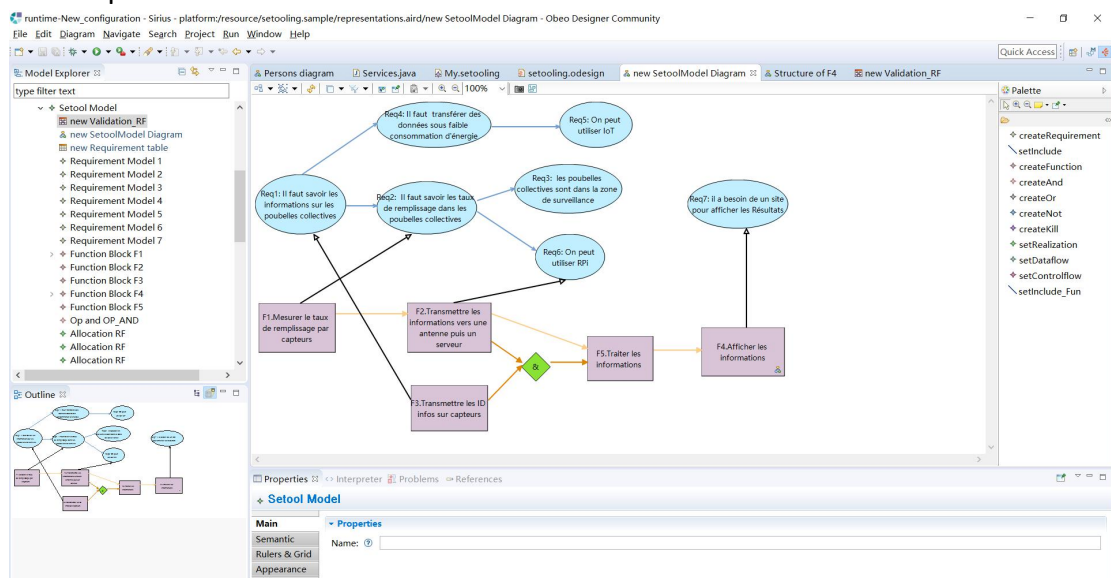 runtime-New_configuration - Sirius - platform:/resource/setooling.sample/representations.aird/new SetoolModel Diagram - Obeo Designer Community
File Edit Diagram Navigate Search Project Run Window Help
Quick Access
Model Explorer
type filter text
Setool Model
new Validation_RF
new SetoolModel Diagram
new Requirement table
Requirement Model 1
Requirement Model 2
Requirement Model 3
Requirement Model 4
Requirement Model 5
Requirement Model 6
Requirement Model 7
Function Block F1
Function Block F2
Function Block F3
Function Block F4
Function Block F5
Op and OP_AND
Allocation RF
Allocation RF
Allocation RF
Outline
Persons diagram
Services.java
My.setooling
setooling.odesign
new SetoolModel Diagram
Structure of F4
new Validation_RF
100%
Req4: Il faut transférer des
données sous faible
consommation d'énergie
Req5: On peut
utiliser IoT
Req1: Il faut savoir les
informations sur les
poubelles collectives
Req2: Il faut savoir les taux
de remplissage dans les
poubelles collectives
Req3: les poubelles
collectives sont dans la zone
de surveillance
Req7: il a besoin de un site
pour afficher les Résultats
Req6: On peut
utiliser RPi
F1.Mesurer le taux
de remplissage par
capteurs
F2.Transmettre les
informations vers une
antenne puis un
serveur
F5.Traiter les
informations
F4.Afficher les
informations
&
F3.Transmettre les ID
infos sur capteurs
Palette
createRequirement
setInclude
createFunction
createAnd
createOr
createNot
createKill
setRealization
setDataflow
setControlflow
setInclude_Fun
Properties
Interpreter
Problems
References
Setool Model
Main
Semantic
Rulers & Grid
Appearance
Properties
Name: